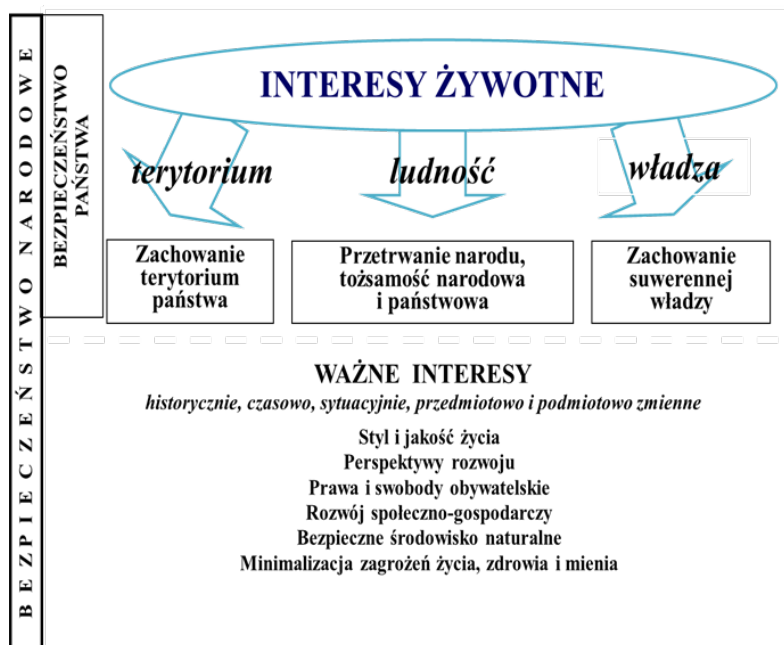 BEZPIECZEŃSTWO NARODOWE
BEZPIECZEŃSTWO
PAŃSTWA
INTERESY ŻYWOTNE
terytorium
ludność
władza
Zachowanie
terytorium
państwa
Przetrwanie narodu,
tożsamość narodowa
i państwowa
Zachowanie
suwerennej
władzy
WAŻNE INTERESY
historycznie, czasowo, sytuacyjnie, przedmiotowo i podmiotowo zmienne
Styl i jakość życia
Perspektywy rozwoju
Prawa i swobody obywatelskie
Rozwój społeczno-gospodarczy
Bezpieczne środowisko naturalne
Minimalizacja zagrożeń życia, zdrowia i mienia